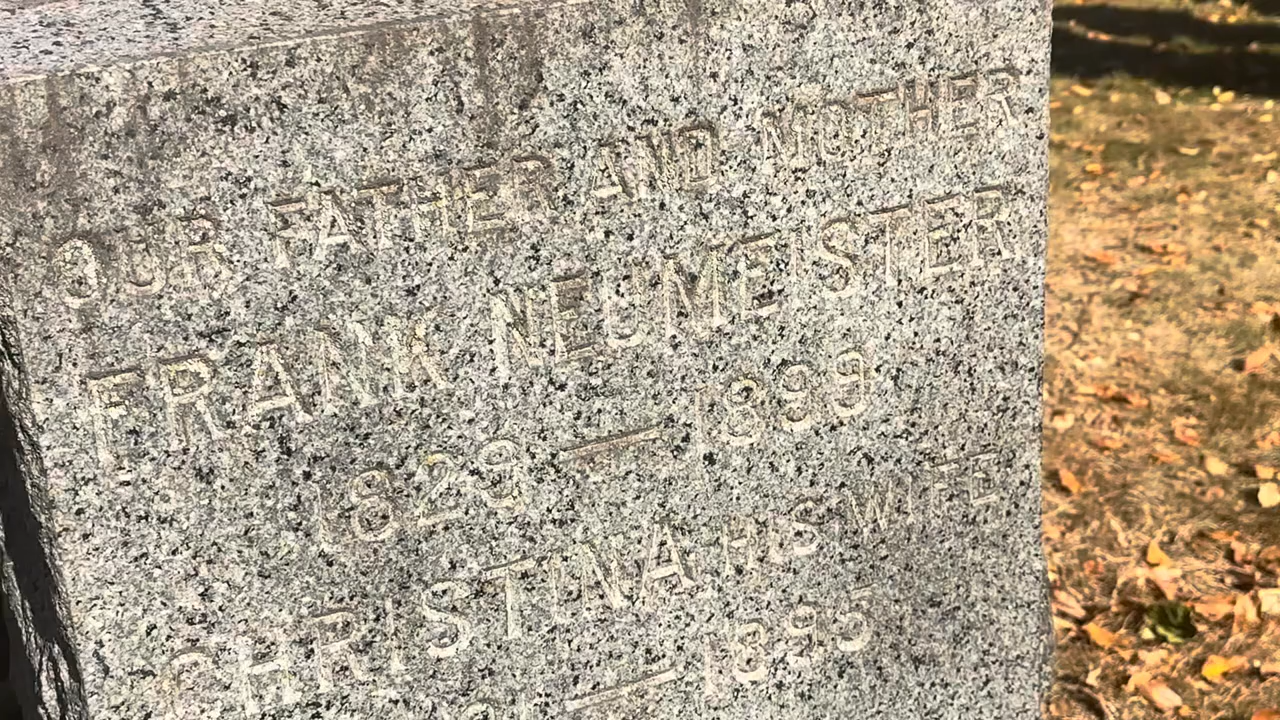 OUR FATHER AND MOTHER
FRANK NEUMEISTER
1829 — 1899
CHRISTINA HIS WIFE
— 1895